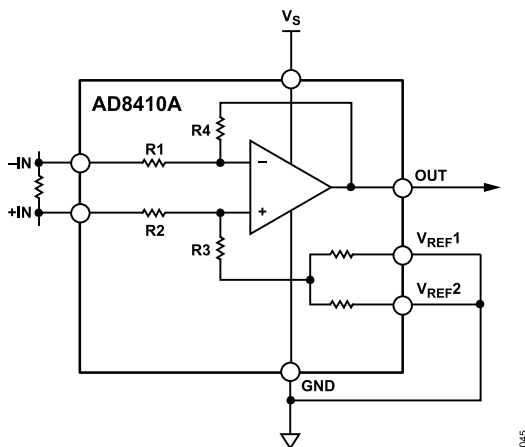 VS
AD8410A
R4
R1
–IN
OUT
+IN
R2
R3
VREF1
VREF2
GND
045